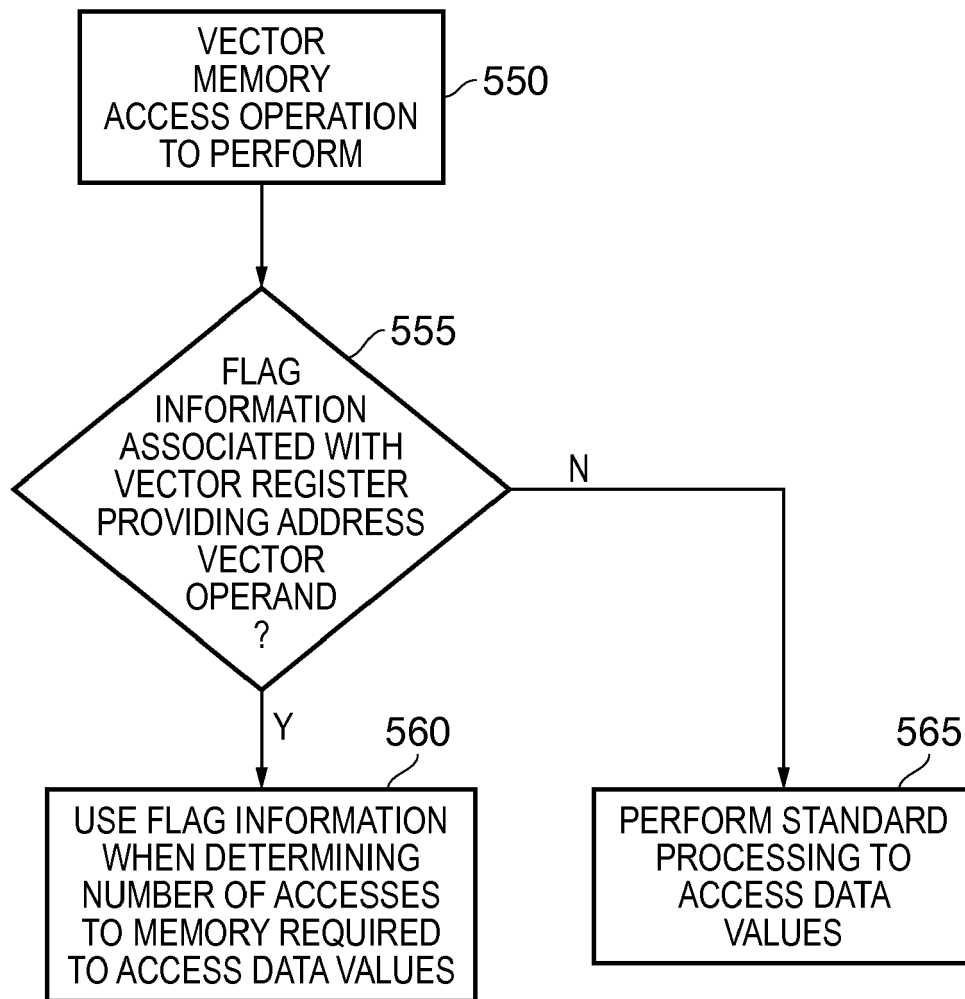 VECTOR
MEMORY
ACCESS OPERATION
TO PERFORM
550
555
FLAG
INFORMATION
ASSOCIATED WITH
VECTOR REGISTER
PROVIDING ADDRESS
VECTOR
OPERAND
?
N
Y
560
USE FLAG INFORMATION
WHEN DETERMINING
NUMBER OF ACCESSES
TO MEMORY REQUIRED
TO ACCESS DATA VALUES
565
PERFORM STANDARD
PROCESSING TO
ACCESS DATA
VALUES